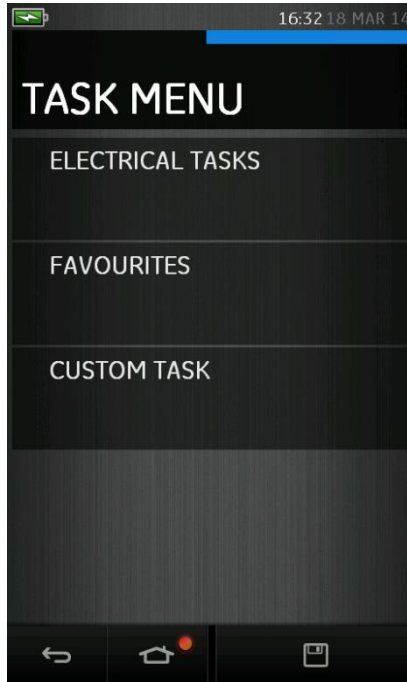 16:32 18 MAR 14
TASK MENU
ELECTRICAL TASKS
FAVOURITES
CUSTOM TASK